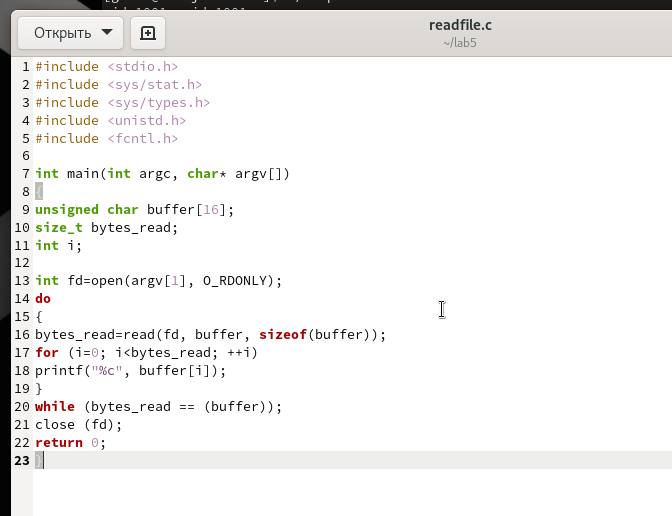 Открыть
readfile.c
~/lab5
1 #include <stdio.h>
2 #include <sys/stat.h>
3 #include <sys/types.h>
4 #include <unistd.h>
5 #include <fcntl.h>
6
7 int main(int argc, char* argv[])
8 {
9 unsigned char buffer[16];
10 size_t bytes_read;
11 int i;
12
13 int fd=open(argv[1], O_RDONLY);
14 do
15 {
16 bytes_read=read(fd, buffer, sizeof(buffer));
17 for (i=0; i<bytes_read; ++i)
18 printf("%c", buffer[i]);
19 }
20 while (bytes_read == (buffer));
21 close (fd);
22 return 0;
23 }